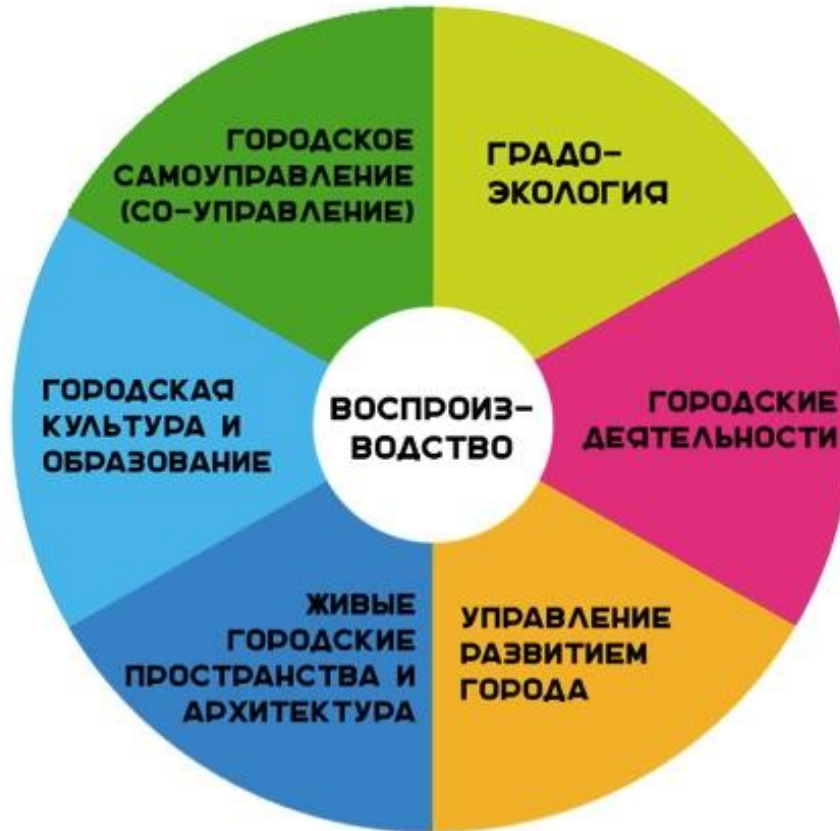 ГОРОДСКОЕ
САМОУПРАВЛЕНИЕ
(СО-УПРАВЛЕНИЕ)
ГРАДО-
ЭКОЛОГИЯ
ГОРОДСКИЕ
ДЕЯТЕЛЬНОСТИ
УПРАВЛЕНИЕ
РАЗВИТИЕМ
ГОРОДА
ЖИВЫЕ
ГОРОДСКИЕ
ПРОСТРАНСТВА И
АРХИТЕКТУРА
ГОРОДСКАЯ
КУЛЬТУРА И
ОБРАЗОВАНИЕ
ВОСПРОИЗ-
ВОДСТВО